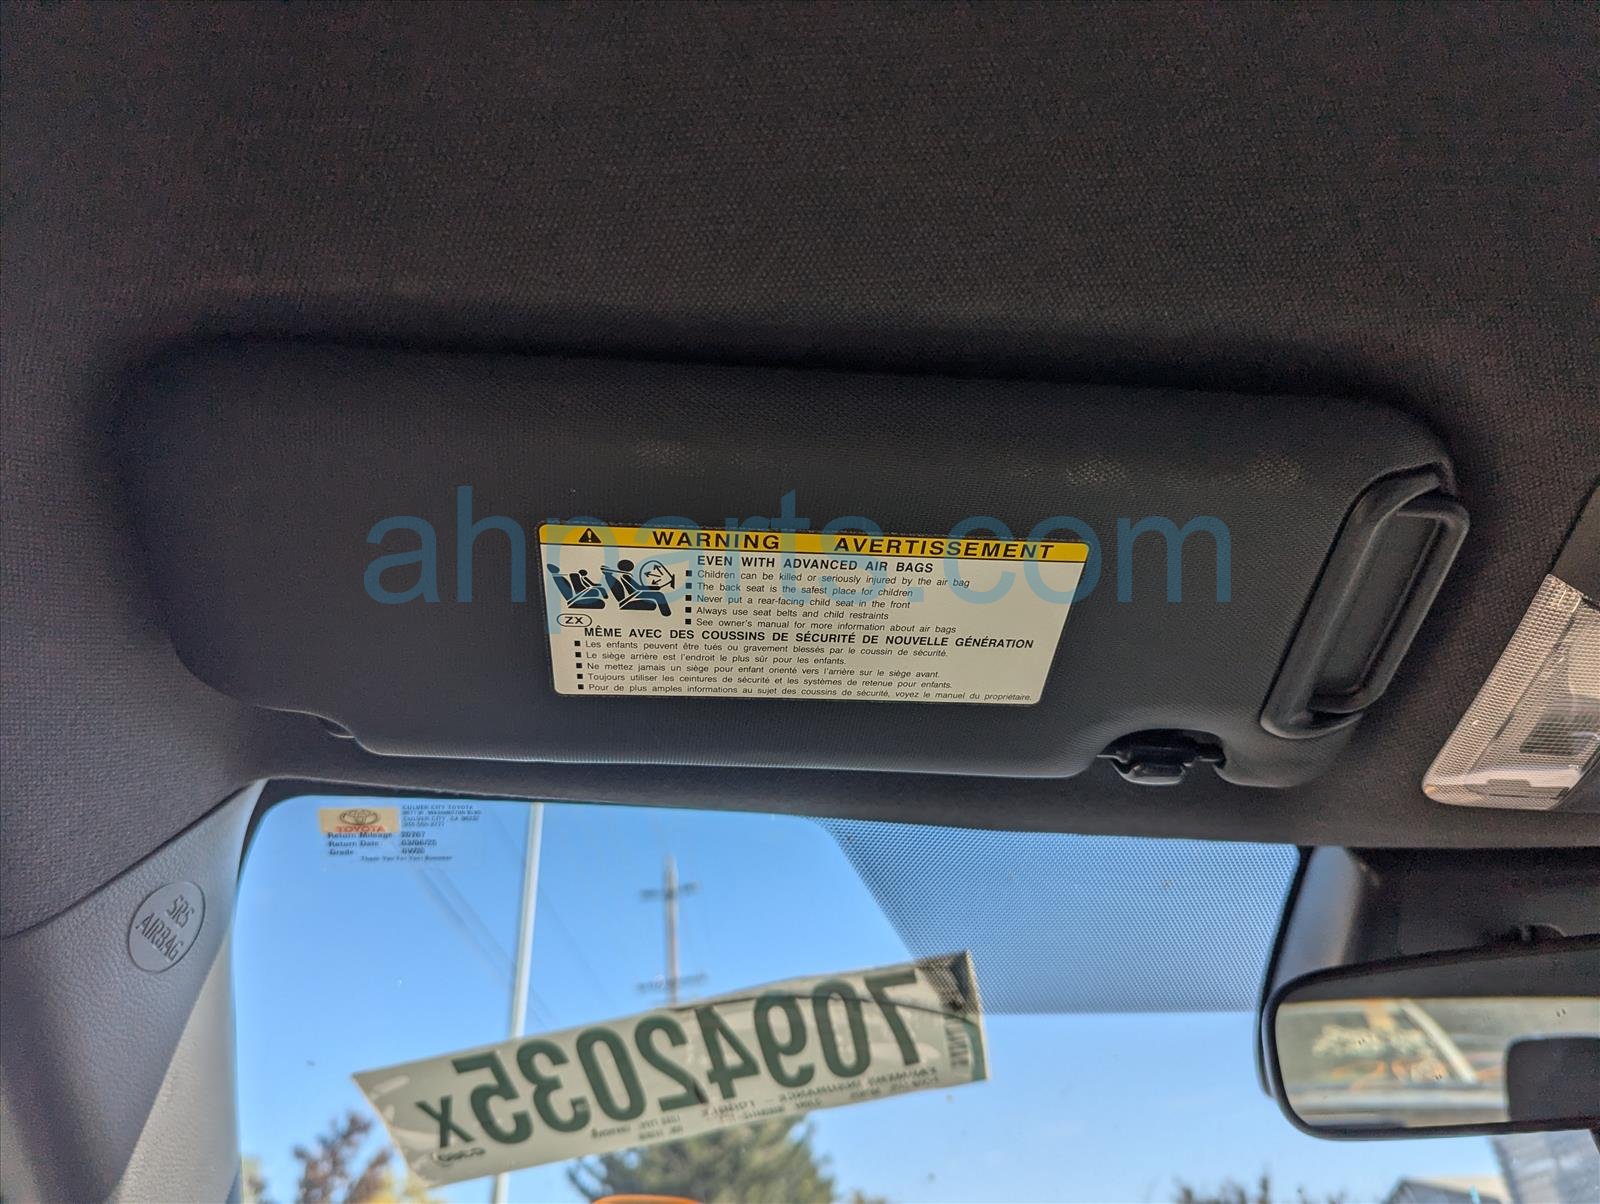 ahparts.com
WARNING AVERTISSEMENT
EVEN WITH ADVANCED AIR BAGS
Children can be killed or seriously injured by the air bag
The back seat is the safest place for children
Never put a rear-facing child seat in the front
Always use seat belts and child restraints
See owner's manual for more information about air bags
ZX
MÊME AVEC DES COUSSINS DE SÉCURITÉ DE NOUVELLE GÉNÉRATION
Les enfants peuvent être tués ou gravement blessés par le coussin de sécurité.
Le siège arrière est l'endroit le plus sûr pour les enfants.
Ne mettez jamais un siège pour enfant orienté vers l'arrière sur le siège avant.
Toujours utiliser les ceintures de sécurité et les systèmes de retenue pour enfants.
Pour de plus amples informations au sujet des coussins de sécurité, voyez le manuel du propriétaire.
CULVER CITY TOYOTA
CULVER CITY, CA
TOYOTA
Return Mileage
Return Date
Grade
SRS
AIRBAG
70942035X